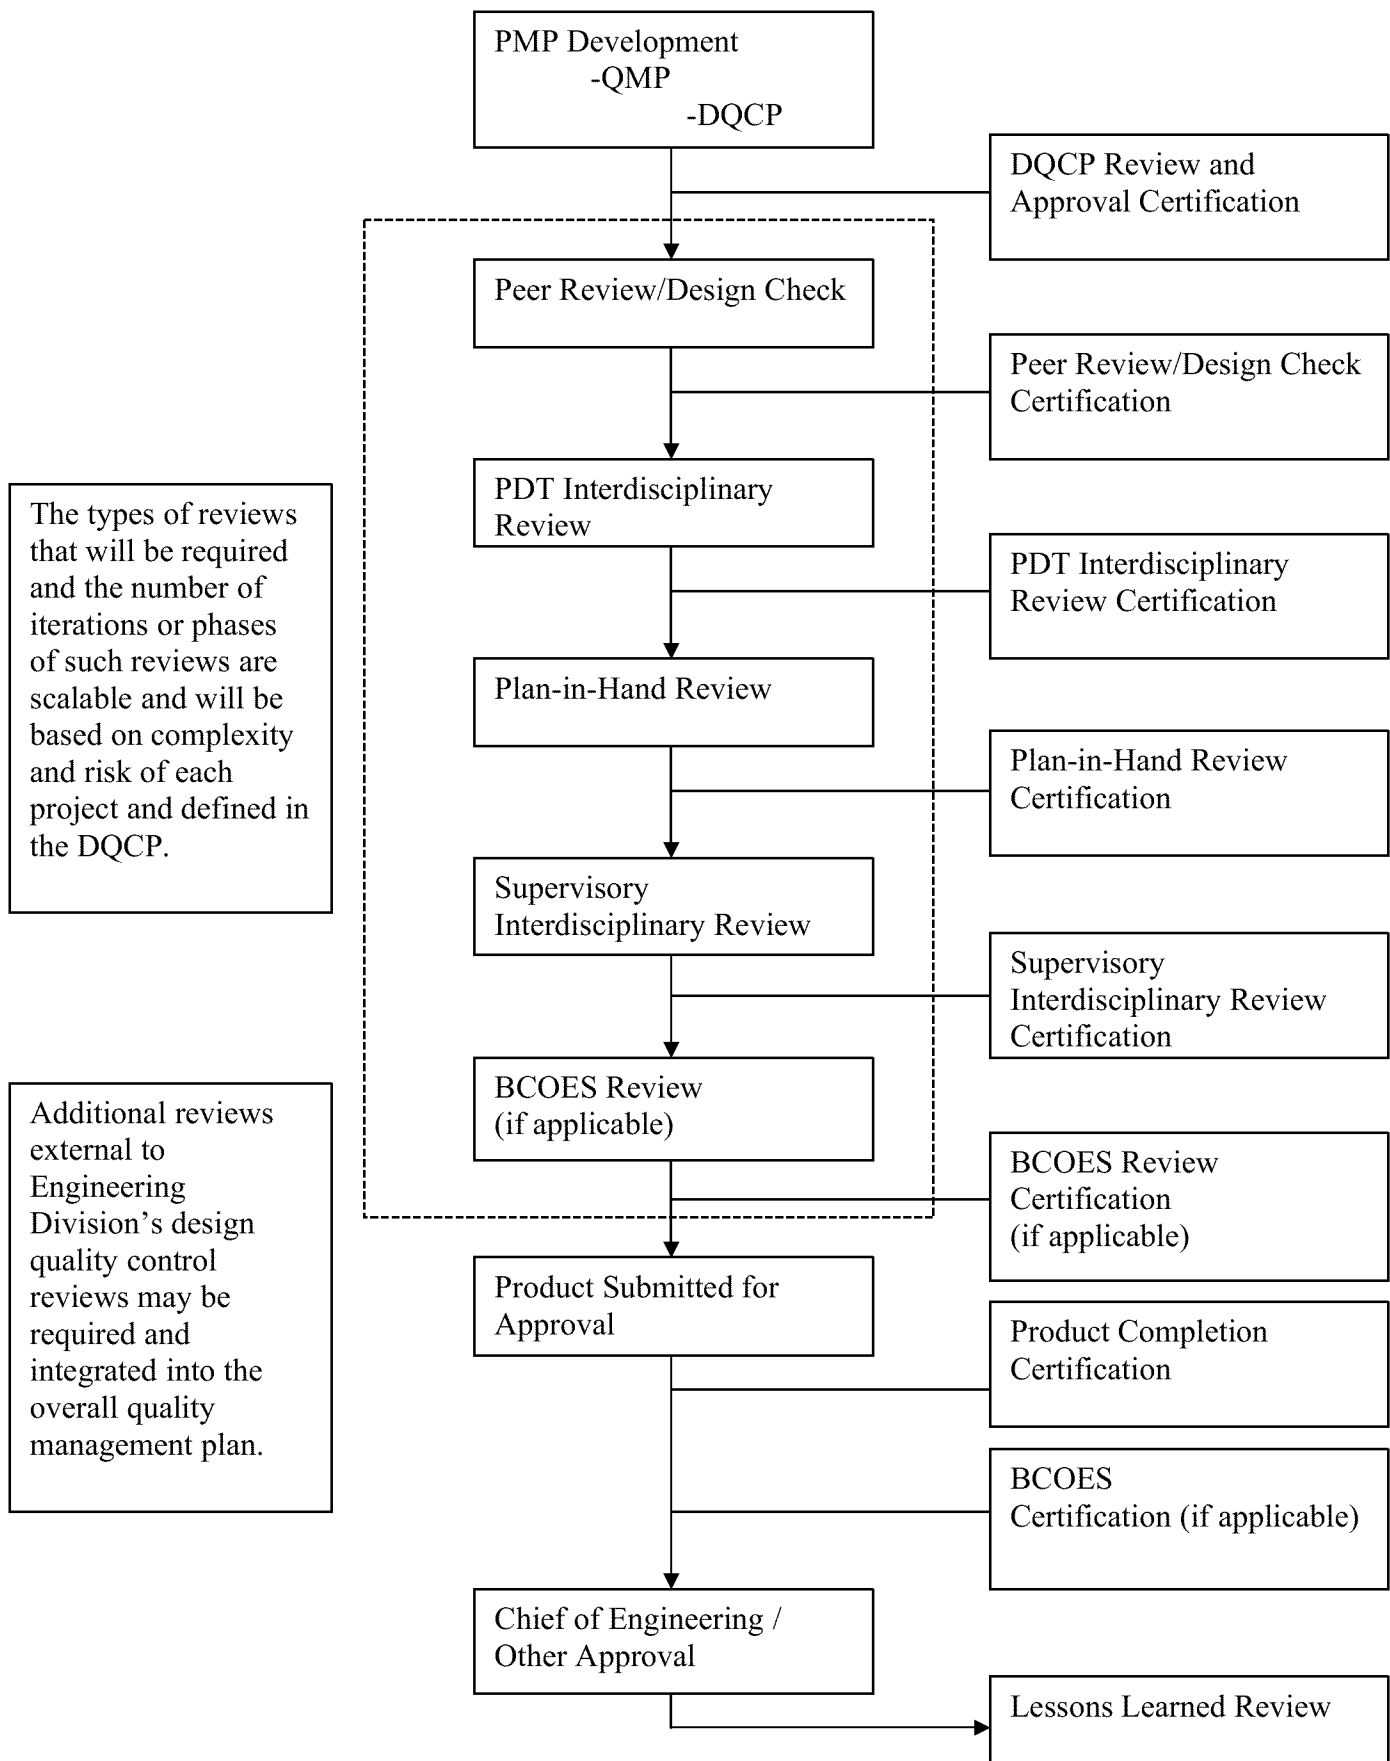 PMP Development
-QMP
-DQCP
DQCP Review and
Approval Certification
Peer Review/Design Check
Peer Review/Design Check
Certification
PDT Interdisciplinary
Review
The types of reviews
that will be required
and the number of
iterations or phases
of such reviews are
scalable and will be
based on complexity
and risk of each
project and defined in
the DQCP.
PDT Interdisciplinary
Review Certification
Plan-in-Hand Review
Plan-in-Hand Review
Certification
Supervisory
Interdisciplinary Review
Supervisory
Interdisciplinary Review
Certification
BCOES Review
(if applicable)
Additional reviews
external to
Engineering
Division’s design
quality control
reviews may be
required and
integrated into the
overall quality
management plan.
BCOES Review
Certification
(if applicable)
Product Submitted for
Approval
Product Completion
Certification
BCOES
Certification (if applicable)
Chief of Engineering /
Other Approval
Lessons Learned Review